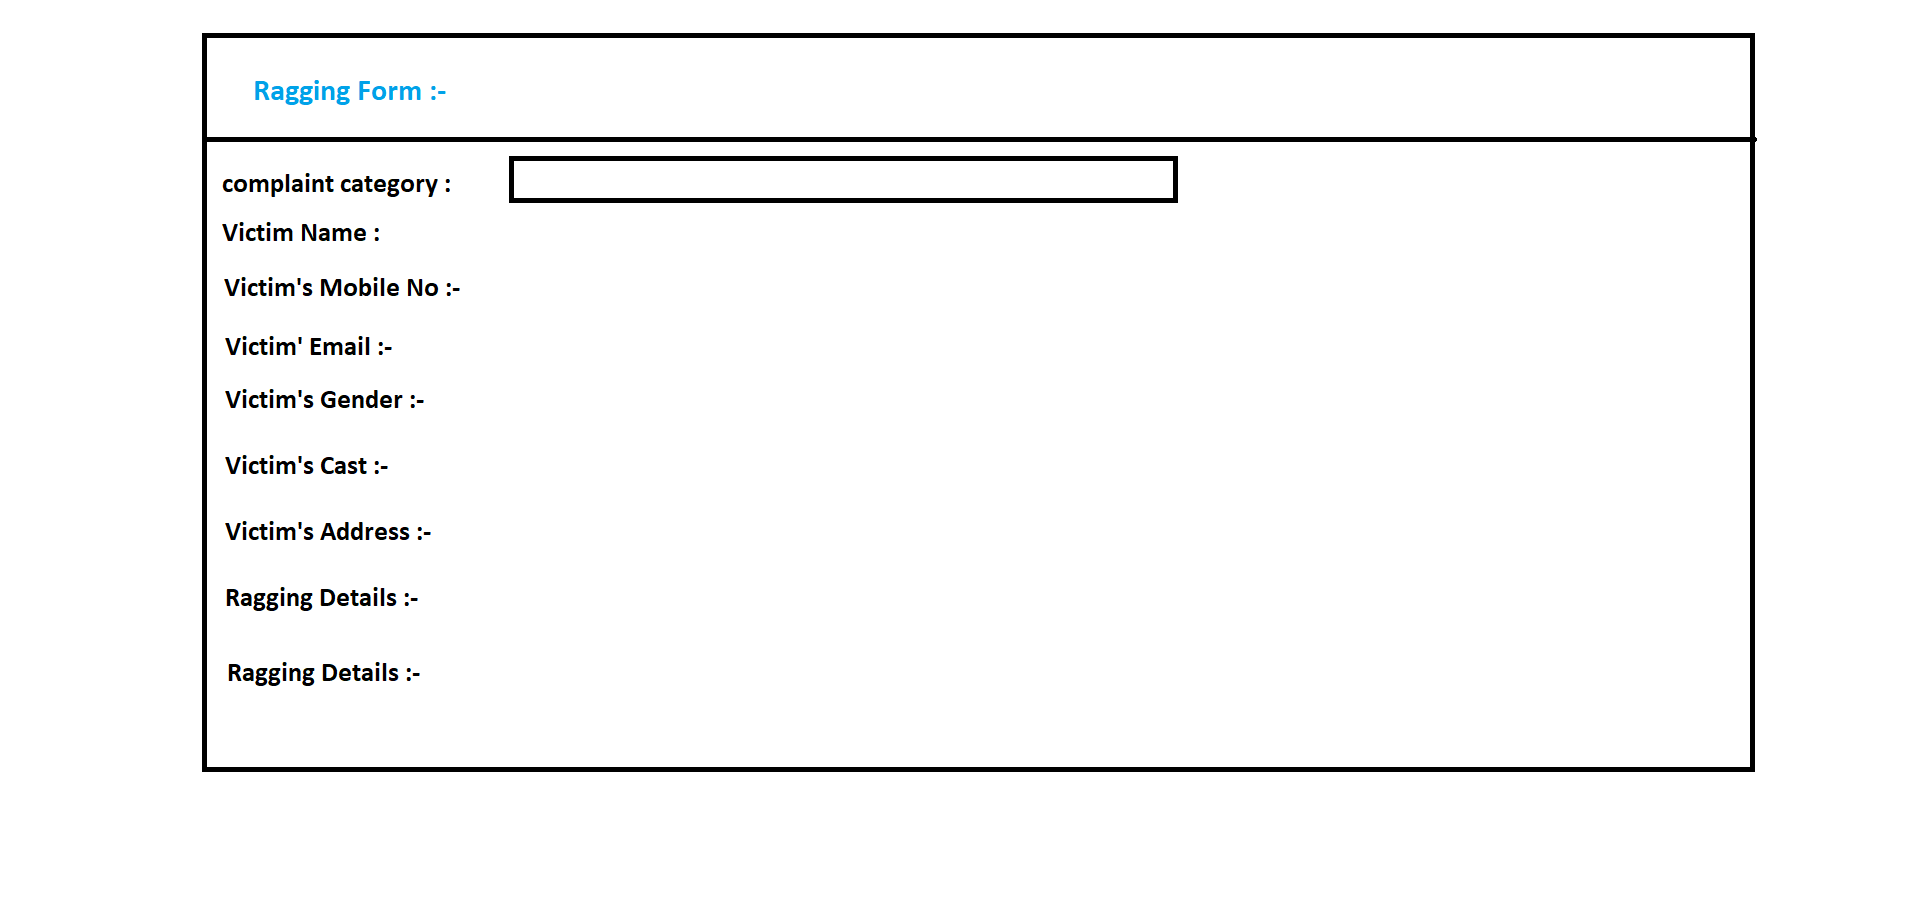 Ragging Form :-
complaint category :
Victim Name :
Victim's Mobile No :-
Victim' Email :-
Victim's Gender :-
Victim's Cast :-
Victim's Address :-
Ragging Details :-
Ragging Details :-